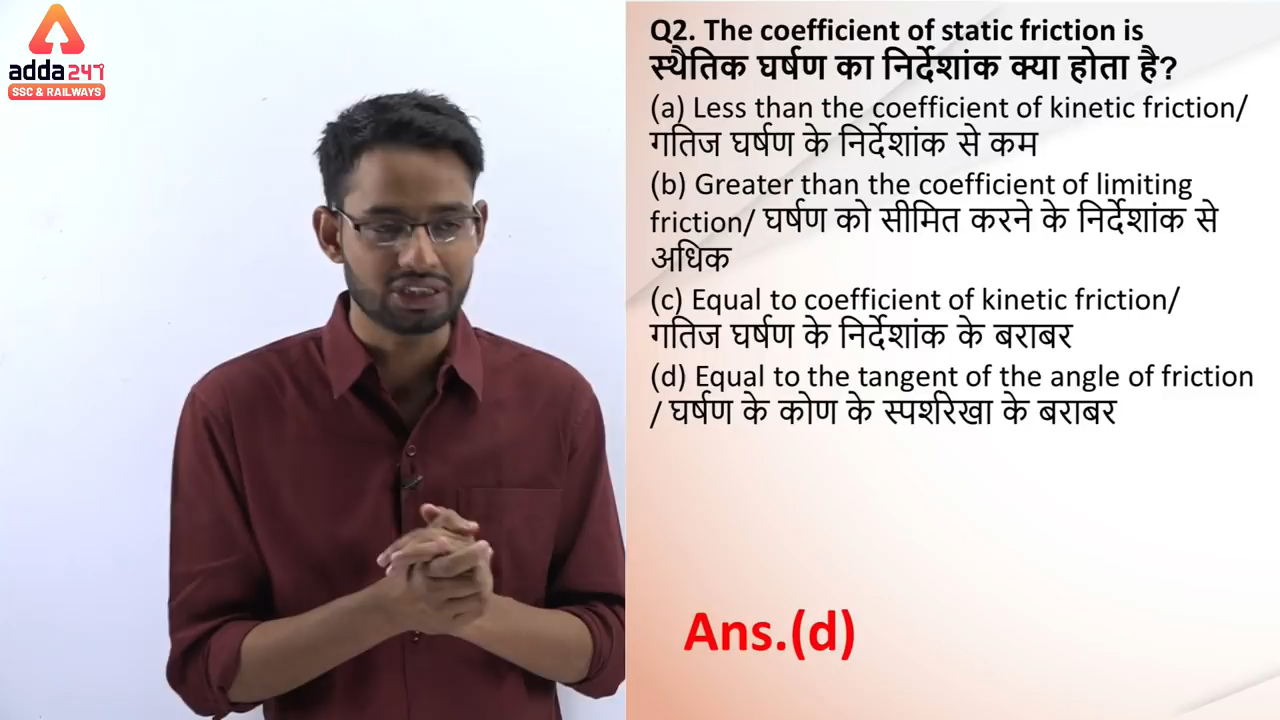 adda247
SSC & RAILWAYS
Q2. The coefficient of static friction is
स्थैतिक घर्षण का निर्देशांक क्या होता है?
(a) Less than the coefficient of kinetic friction/
गतिज घर्षण के निर्देशांक से कम
(b) Greater than the coefficient of limiting
friction/ घर्षण को सीमित करने के निर्देशांक से
अधिक
(c) Equal to coefficient of kinetic friction/
गतिज घर्षण के निर्देशांक के बराबर
(d) Equal to the tangent of the angle of friction
/ घर्षण के कोण के स्पर्शरेखा के बराबर
Ans.(d)